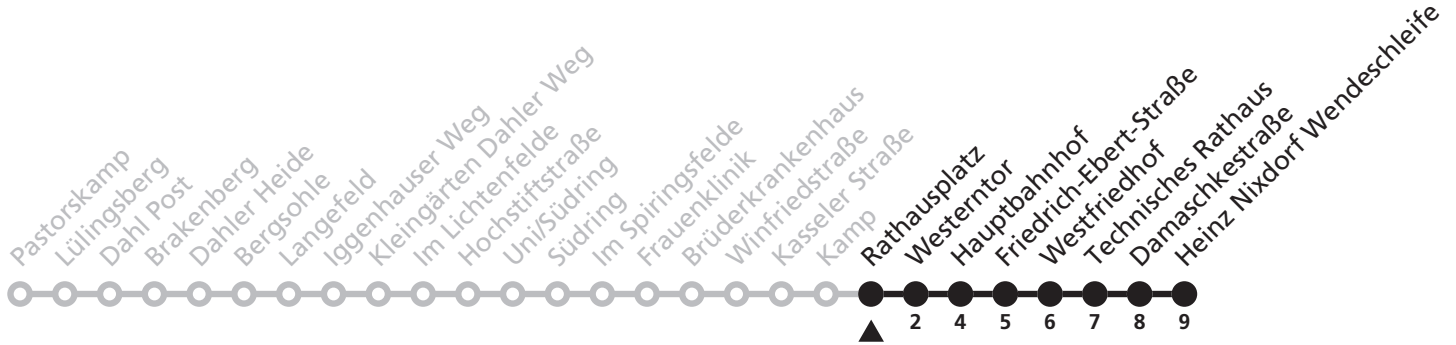 Pastorskamp
Lülingsberg
Dahl Post
Brakenberg
Dahler Heide
Bergsohle
Langefeld
Iggenhauser Weg
Kleingärten Dahler Weg
Im Lichtenfelde
Hochstiftstraße
Uni/Südring
Südring
Im Spiringsfelde
Frauenklinik
Brüderkrankenhaus
Winfriedstraße
Kasseler Straße
Kamp
Rathausplatz
Westerntor
Hauptbahnhof
Friedrich-Ebert-Straße
Westfriedhof
Technisches Rathaus
Damaschkestraße
Heinz Nixdorf Wendeschleife
2 4 5 6 7 8 9